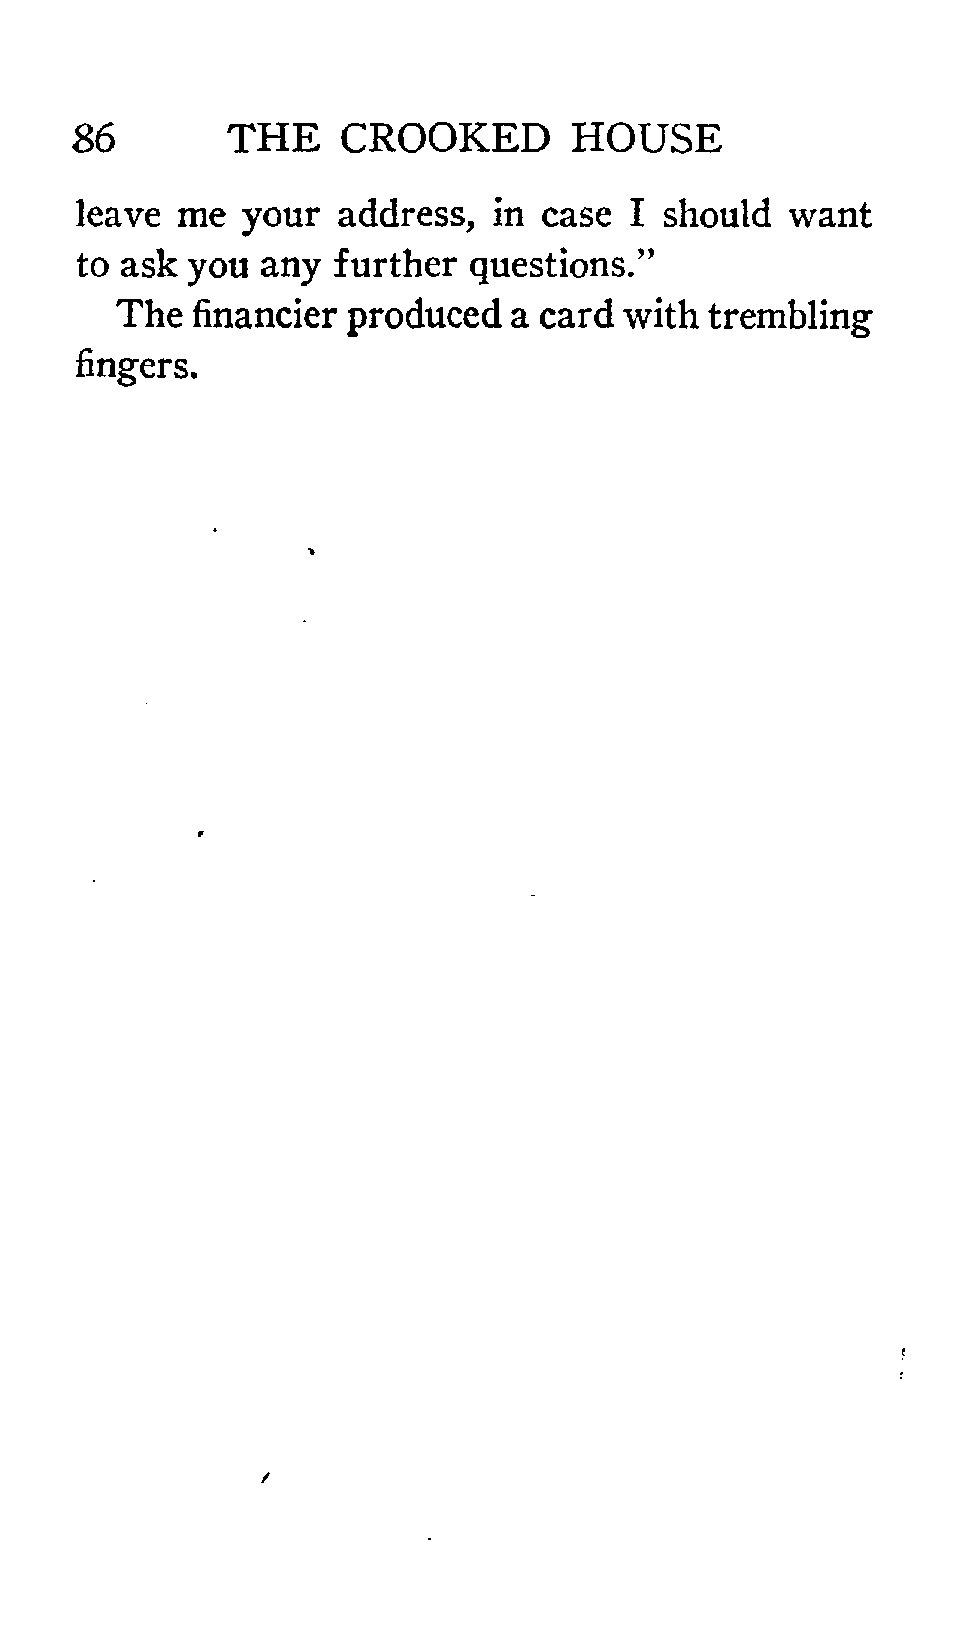 86 THE CROOKED HOUSE
leave me your address, in case I should want
to ask you any further questions."
The financier produced a card with trembling
fingers.